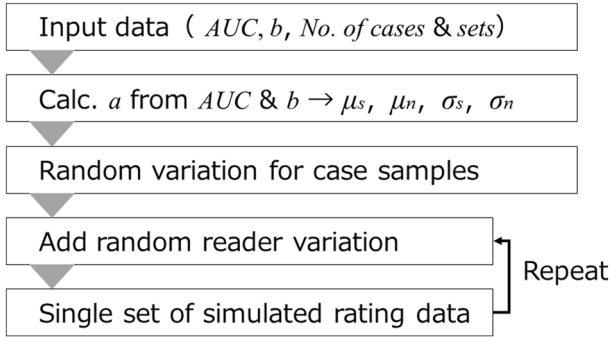 Input data ( AUC, b, No. of cases & sets)
Calc. a from AUC & b → μs, μn, σs, σn
Random variation for case samples
Add random reader variation
Repeat
Single set of simulated rating data